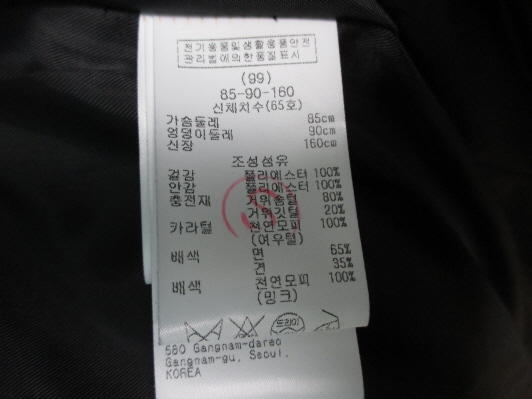 전기용품및생활용품안전
관리법에의한품질표시
(99)
85-90-160
신체치수(65호)
가슴둘레 85cm
엉덩이둘레 90cm
신장 160cm
조성섬유
겉감 폴리에스터 100%
안감 폴리에스터 100%
충전재 거위솜털 80%
거위깃털 20%
카라털 천연모피 100%
(여우털)
배색 면 65%
견 35%
배색 천연모피 100%
(밍크)
드라이
580 Gangnam-daero
Gangnam-gu, Seoul.
KOREA